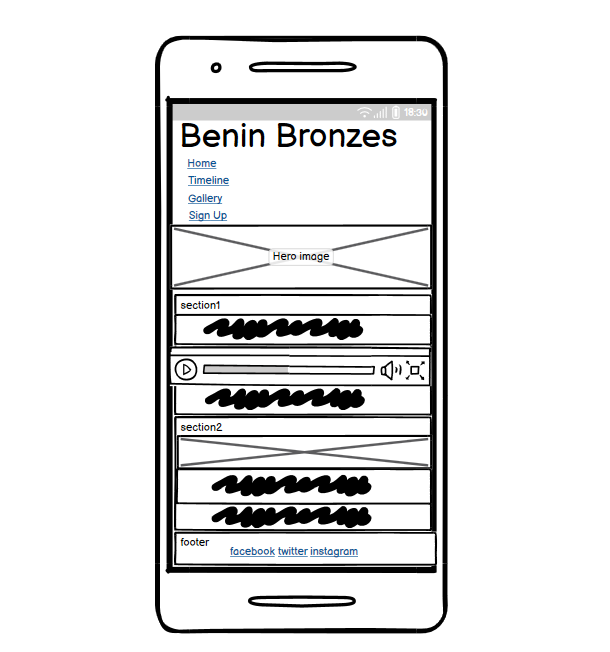 18:30
Benin Bronzes
Home
Timeline
Gallery
Sign Up
Hero image
section1
section2
footer
facebook twitter instagram